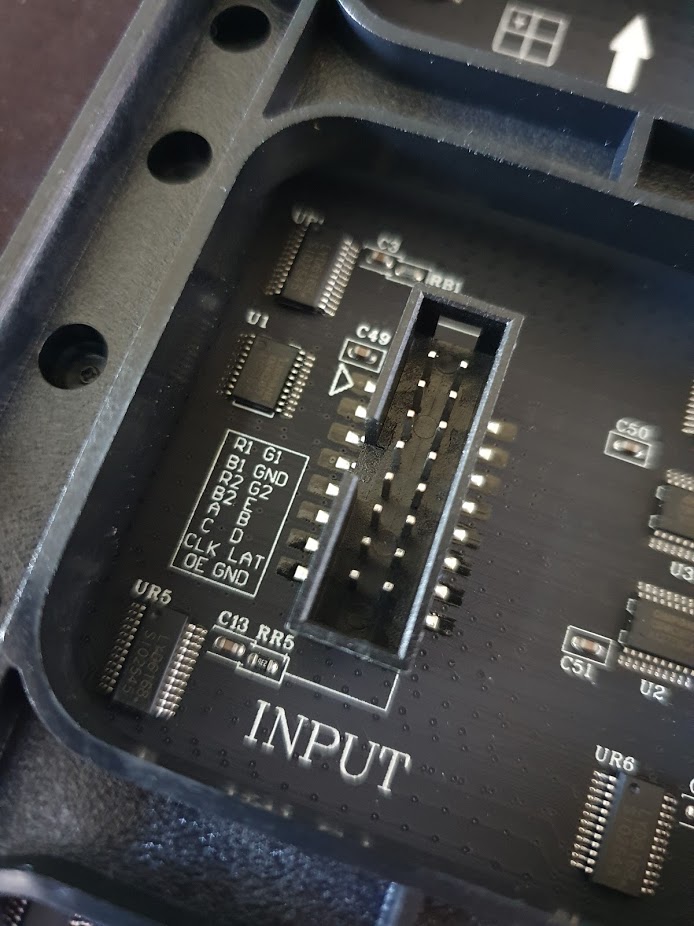 C3
RB1
U1
C49
R1 G1
B1 GND
R2 G2
B2 E
A B
C D
CLK LAT
OE GND
C50
U3
UR5
C13 RR5
C51
U2
INPUT
UR6